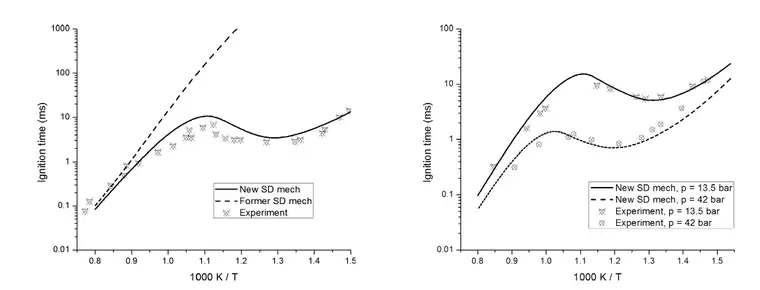 1000
100
10
1
0.1
0.01
Ignition time (ms)
0.8 0.9 1.0 1.1 1.2 1.3 1.4 1.5
1000 K / T
New SD mech
Former SD mech
Experiment
100
10
1
0.1
0.01
Ignition time (ms)
0.8 0.9 1.0 1.1 1.2 1.3 1.4 1.5
1000 K / T
New SD mech, p = 13.5 bar
New SD mech, p = 42 bar
Experiment, p = 13.5 bar
Experiment, p = 42 bar